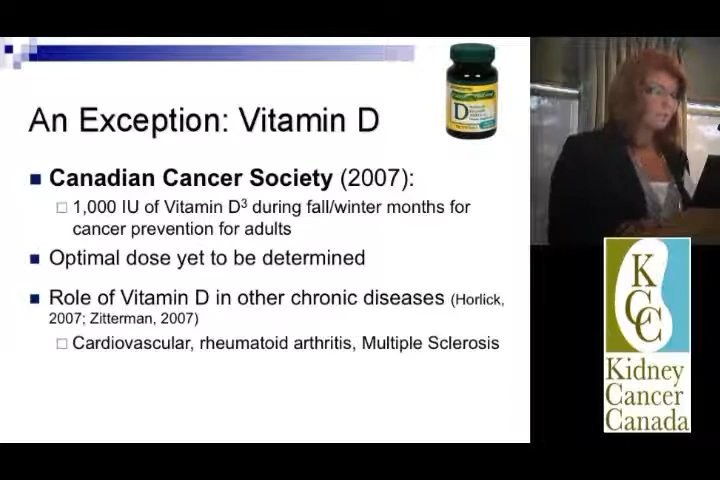 An Exception: Vitamin D
D
Canadian Cancer Society (2007):
1,000 IU of Vitamin D³ during fall/winter months for
cancer prevention for adults
Optimal dose yet to be determined
Role of Vitamin D in other chronic diseases (Horlick,
2007; Zitterman, 2007)
Cardiovascular, rheumatoid arthritis, Multiple Sclerosis
K
C
C
Kidney
Cancer
Canada